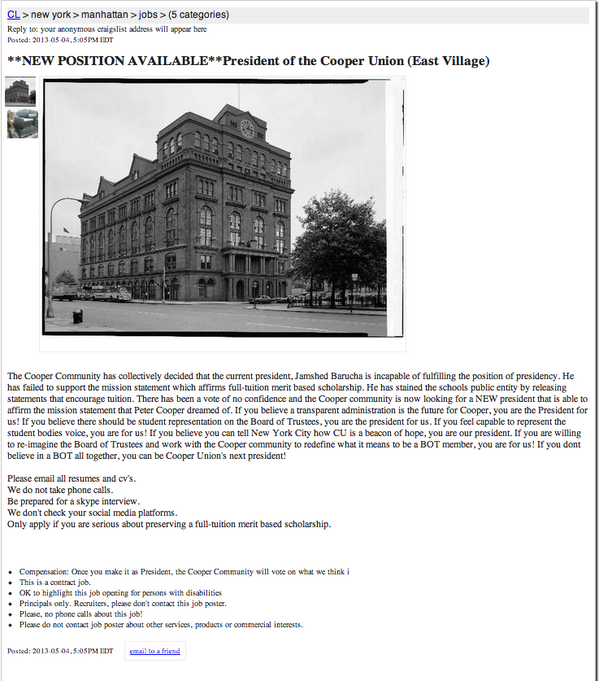 CL > new york > manhattan > jobs > (5 categories)
Reply to: your anonymous craigslist address will appear here
Posted: 2013-05-04, 5:05PM EDT
**NEW POSITION AVAILABLE**President of the Cooper Union (East Village)
The Cooper Community has collectively decided that the current president, Jamshed Barucha is incapable of fulfilling the position of presidency. He
has failed to support the mission statement which affirms full-tuition merit based scholarship. He has stained the schools public entity by releasing
statements that encourage tuition. There has been a vote of no confidence and the Cooper community is now looking for a NEW president that is able to
affirm the mission statement that Peter Cooper dreamed of. If you believe a transparent administration is the future for Cooper, you are the President for
us! If you believe there should be student representation on the Board of Trustees, you are the president for us. If you feel capable to represent the
student bodies voice, you are for us! If you believe you can tell New York City how CU is a beacon of hope, you are our president. If you are willing
to re-imagine the Board of Trustees and work with the Cooper community to redefine what it means to be a BOT member, you are for us! If you dont
believe in a BOT all together, you can be Cooper Union's next president!
Please email all resumes and cv's.
We do not take phone calls.
Be prepared for a skype interview.
We don't check your social media platforms.
Only apply if you are serious about preserving a full-tuition merit based scholarship.
• Compensation: Once you make it as President, the Cooper Community will vote on what we think i
• This is a contract job.
• OK to highlight this job opening for persons with disabilities
• Principals only. Recruiters, please don't contact this job poster.
• Please, no phone calls about this job!
• Please do not contact job poster about other services, products or commercial interests.
Posted: 2013-05-04, 5:05PM EDT email to a friend